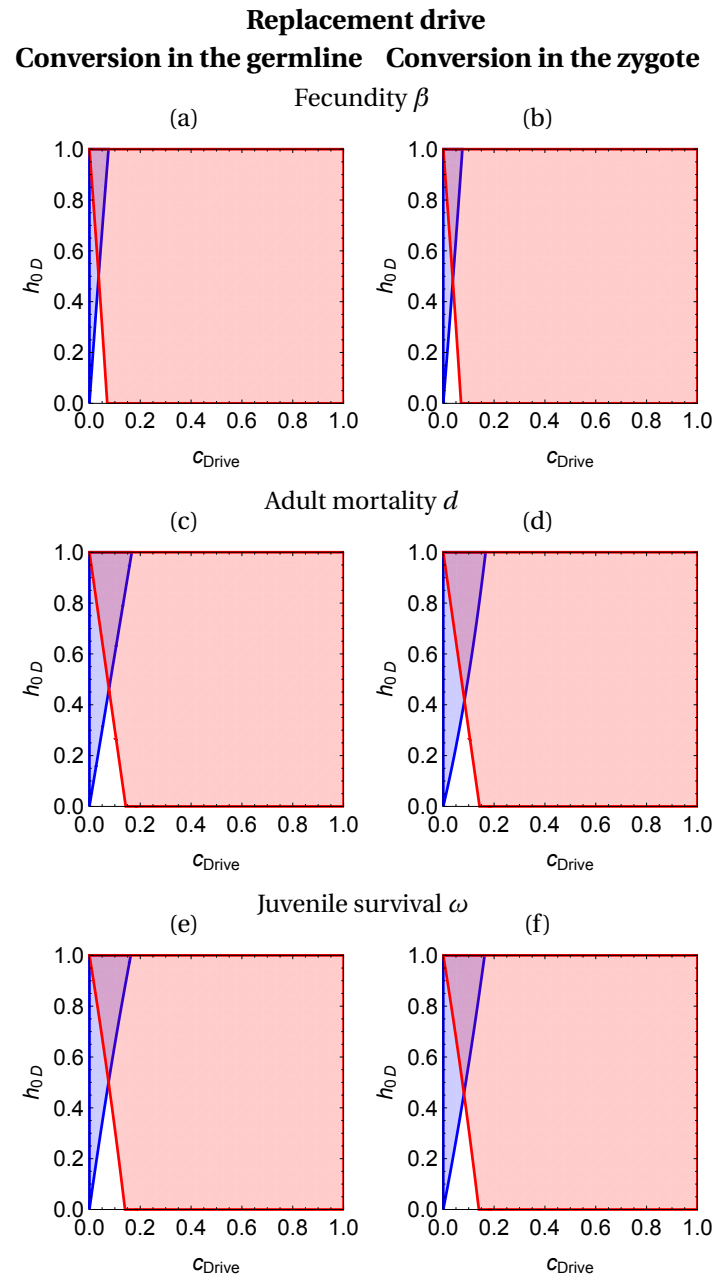 Replacement drive
Conversion in the germline Conversion in the zygote
Fecundity β
(a) (b)
1.0 1.0
0.8 0.8
0.6 0.6
h0D h0D
0.4 0.4
0.2 0.2
0.0 0.0
0.0 0.2 0.4 0.6 0.8 1.0 0.0 0.2 0.4 0.6 0.8 1.0
cDrive cDrive
Adult mortality d
(c) (d)
1.0 1.0
0.8 0.8
0.6 0.6
h0D h0D
0.4 0.4
0.2 0.2
0.0 0.0
0.0 0.2 0.4 0.6 0.8 1.0 0.0 0.2 0.4 0.6 0.8 1.0
cDrive cDrive
Juvenile survival ω
(e) (f)
1.0 1.0
0.8 0.8
0.6 0.6
h0D h0D
0.4 0.4
0.2 0.2
0.0 0.0
0.0 0.2 0.4 0.6 0.8 1.0 0.0 0.2 0.4 0.6 0.8 1.0
cDrive cDrive